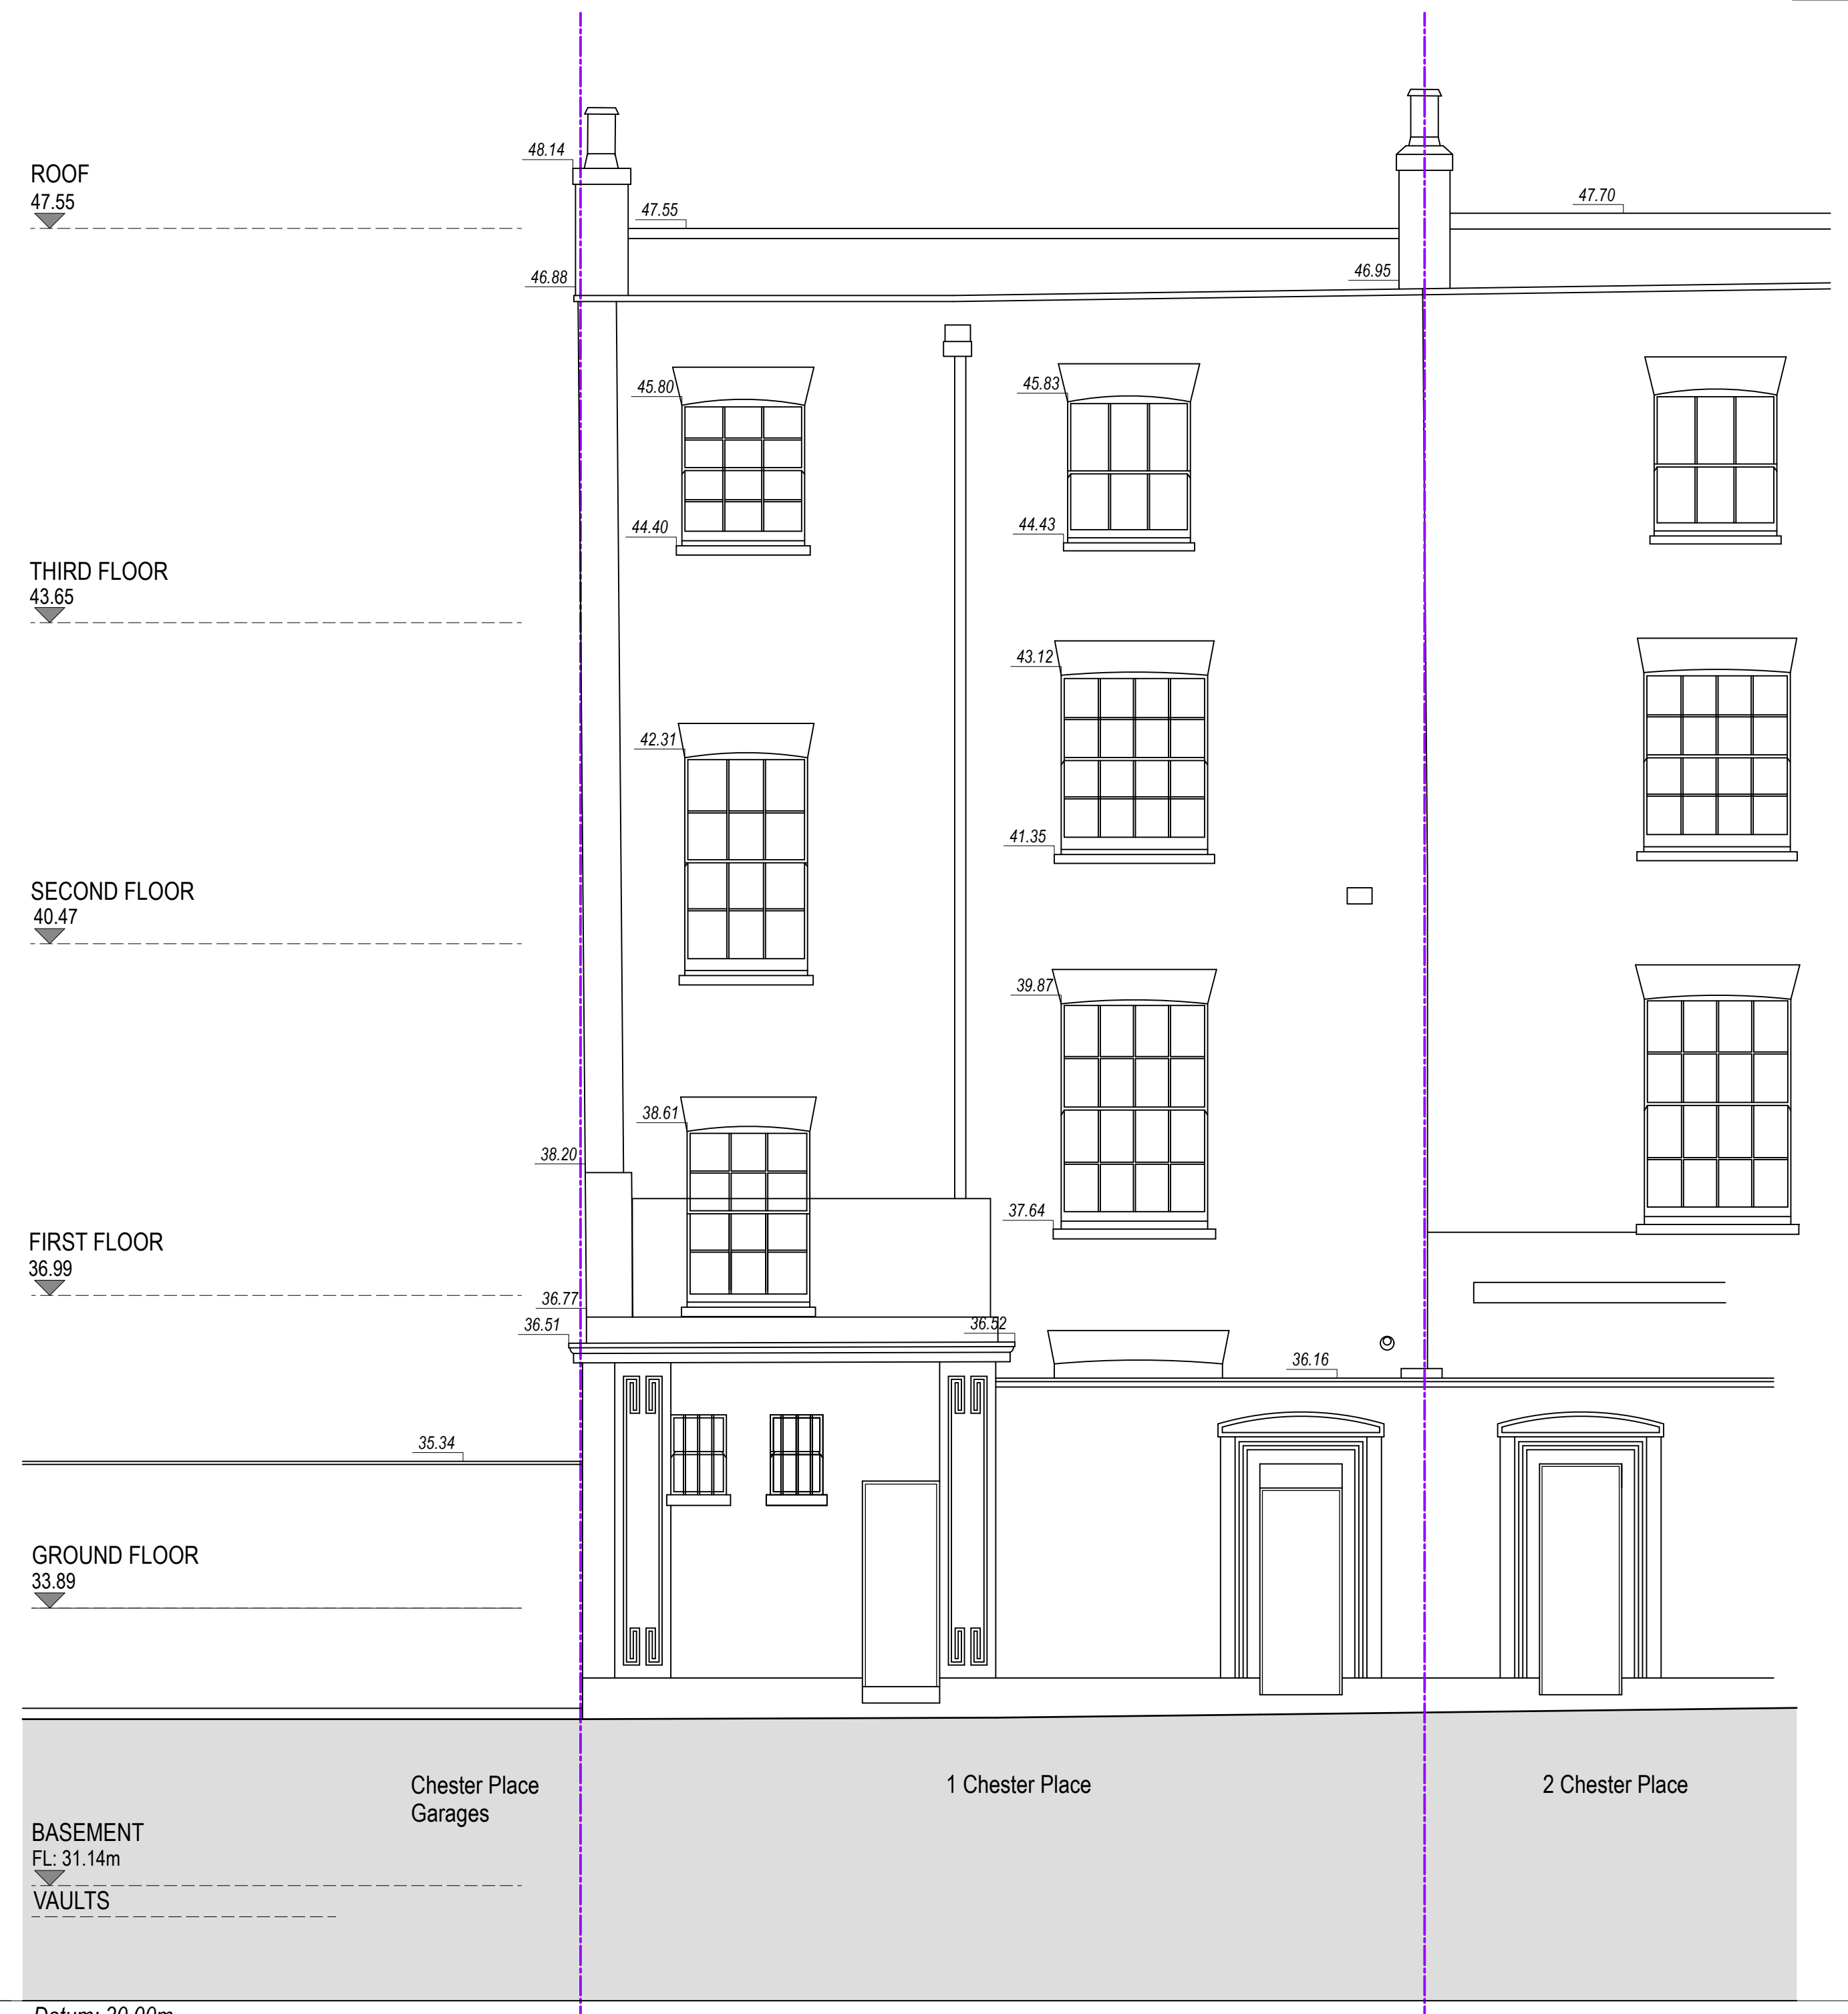 48.14
ROOF
47.55
47.55
47.70
46.88
46.95
45.80
45.83
44.40
44.43
THIRD FLOOR
43.65
43.12
42.31
41.35
SECOND FLOOR
40.47
39.87
38.61
38.20
37.64
FIRST FLOOR
36.99
36.77
36.51
36.52
36.16
35.34
GROUND FLOOR
33.89
Chester Place
Garages
1 Chester Place
2 Chester Place
BASEMENT
FL: 31.14m
VAULTS